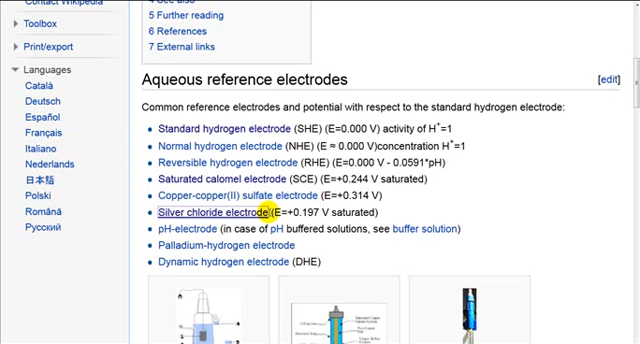 Contact Wikipedia
Toolbox
Print/export
Languages
Català
Deutsch
Español
Français
Italiano
Nederlands
日本語
Polski
Română
Русский
4 See also
5 Further reading
6 References
7 External links
Aqueous reference electrodes
[edit]
Common reference electrodes and potential with respect to the standard hydrogen electrode:
Standard hydrogen electrode (SHE) (E=0.000 V) activity of H+=1
Normal hydrogen electrode (NHE) (E ≈ 0.000 V)concentration H+=1
Reversible hydrogen electrode (RHE) (E=0.000 V - 0.0591*pH)
Saturated calomel electrode (SCE) (E=+0.244 V saturated)
Copper-copper(II) sulfate electrode (E=+0.314 V)
Silver chloride electrode (E=+0.197 V saturated)
pH-electrode (in case of pH buffered solutions, see buffer solution)
Palladium-hydrogen electrode
Dynamic hydrogen electrode (DHE)